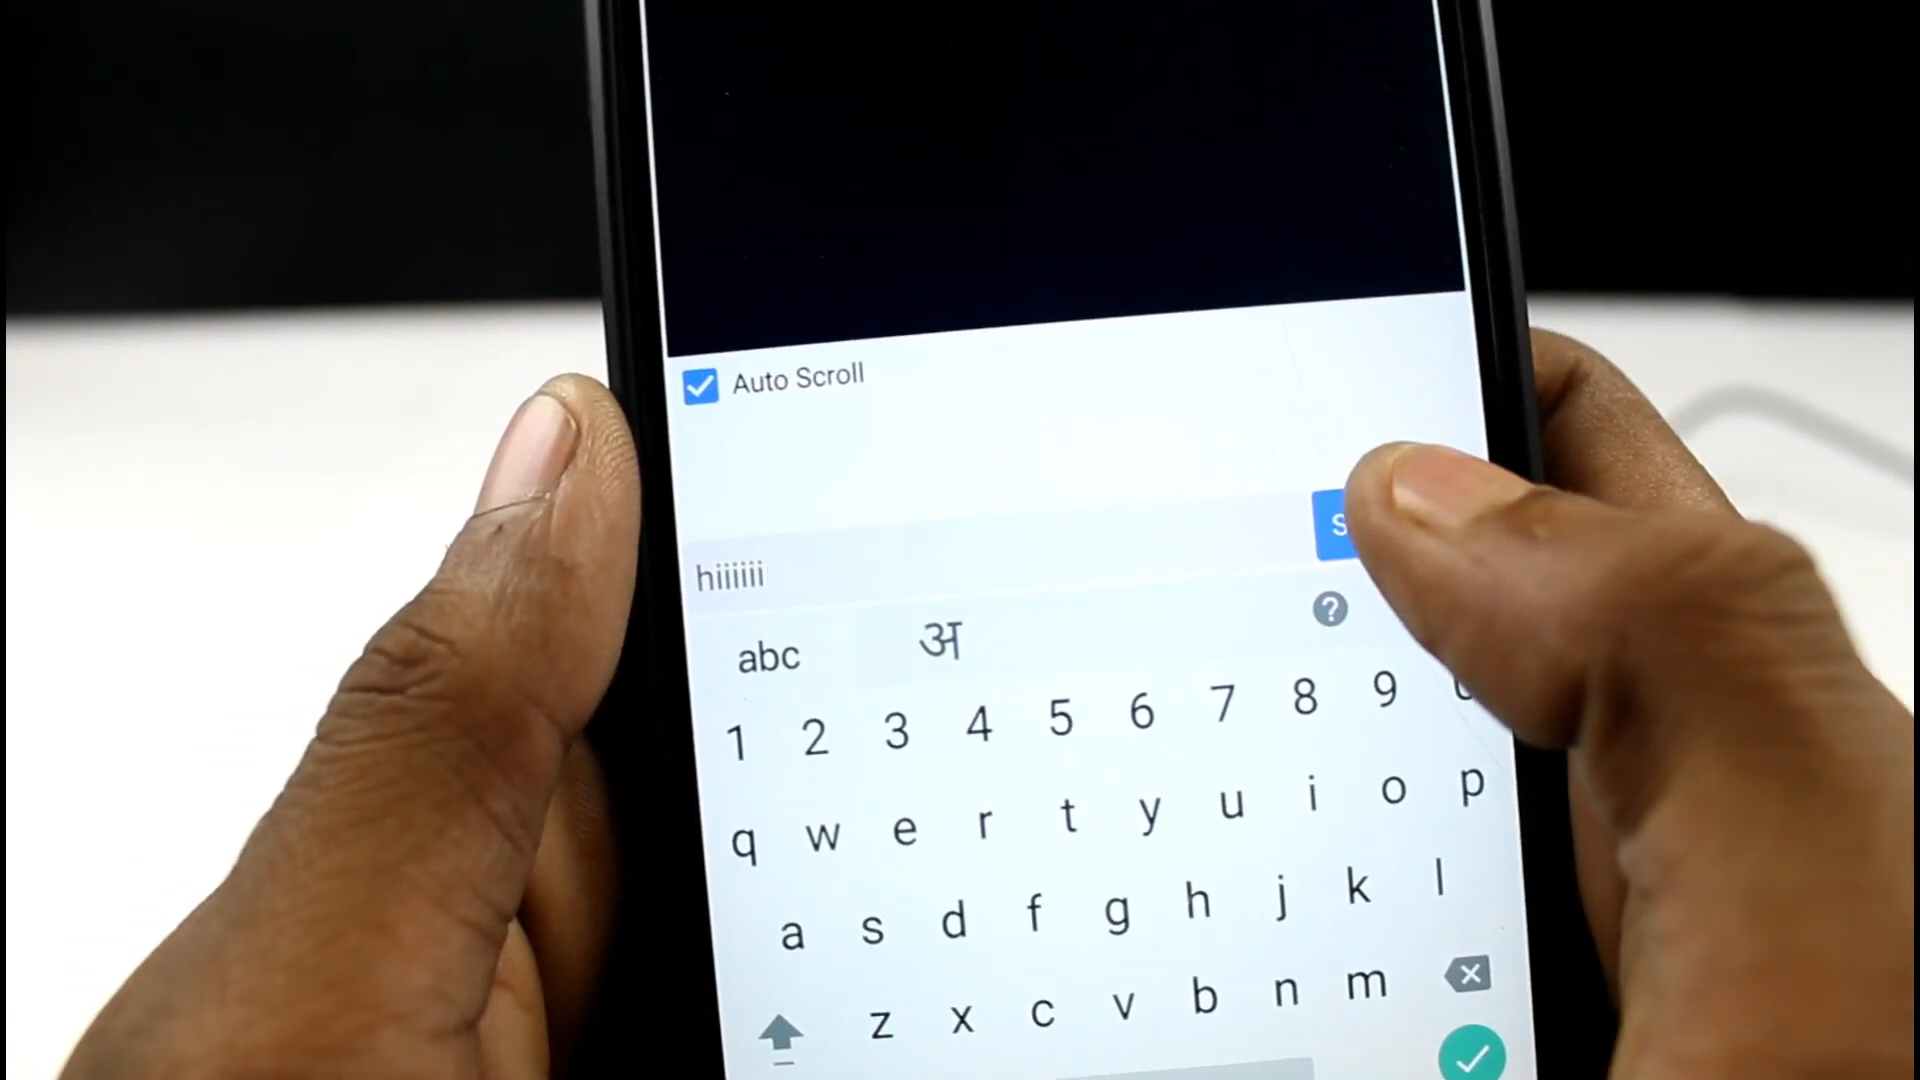 Auto Scroll
hiiiiii
abc अ ?
1 2 3 4 5 6 7 8 9
q w e r t y u i o p
a s d f g h j k l
z x c v b n m